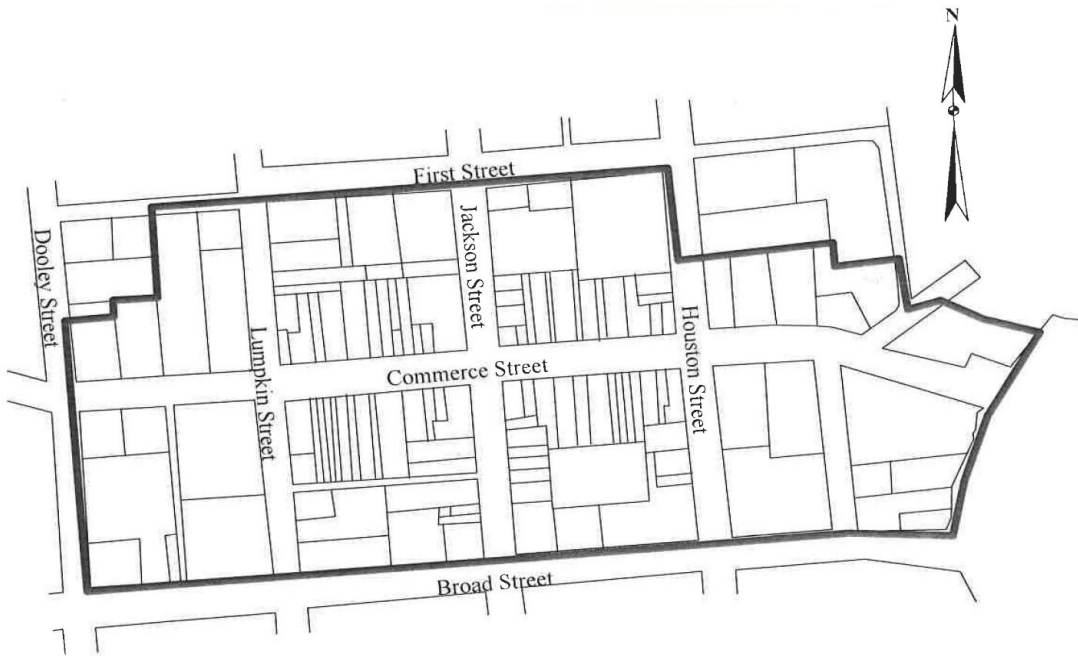 N
First Street
Dooley Street
Jackson Street
Lumpkin Street
Houston Street
Commerce Street
Broad Street